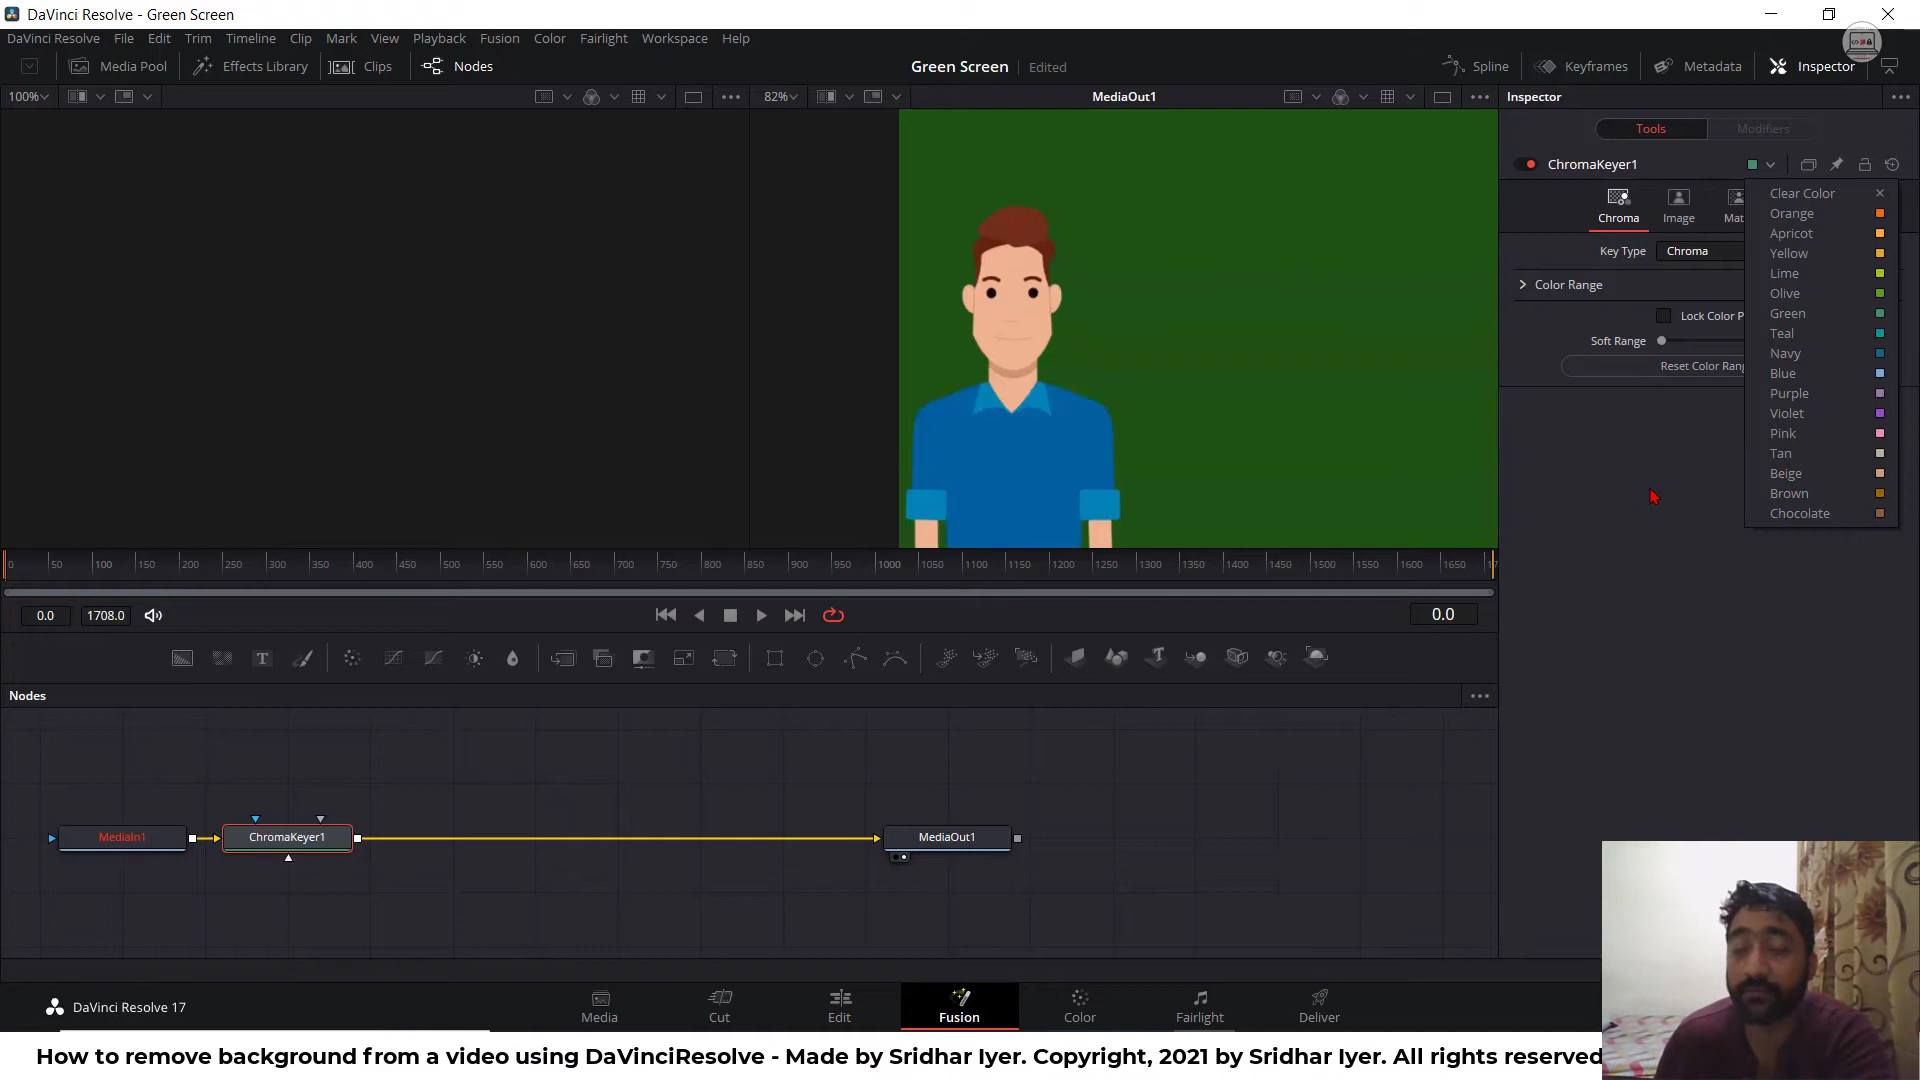 DaVinci Resolve - Green Screen
DaVinci Resolve File Edit Trim Timeline Clip Mark View Playback Fusion Color Fairlight Workspace Help
Media Pool Effects Library Clips Nodes Green Screen Edited Spline Keyframes Metadata Inspector
100% 82% MediaOut1 Inspector
Tools Modifiers
ChromaKeyer1
Clear Color
Orange
Chroma Image Mat
Apricot
Key Type Chroma Yellow
Lime
Color Range
Olive
Lock Color P Green
Teal
Soft Range
Navy
Reset Color Rang
Blue
Purple
Violet
Pink
Tan
Beige
Brown
Chocolate
0 50 100 150 200 250 300 350 400 450 500 550 600 650 700 750 800 850 900 950 1000 1050 1100 1150 1200 1250 1300 1350 1400 1450 1500 1550 1600 1650 17
0.0 1708.0 0.0
T T
Nodes
MediaIn1 ChromaKeyer1 MediaOut1
DaVinci Resolve 17 Media Cut Edit Fusion Color Fairlight Deliver
How to remove background from a video using DaVinciResolve - Made by Sridhar Iyer. Copyright, 2021 by Sridhar Iyer. All rights reserved